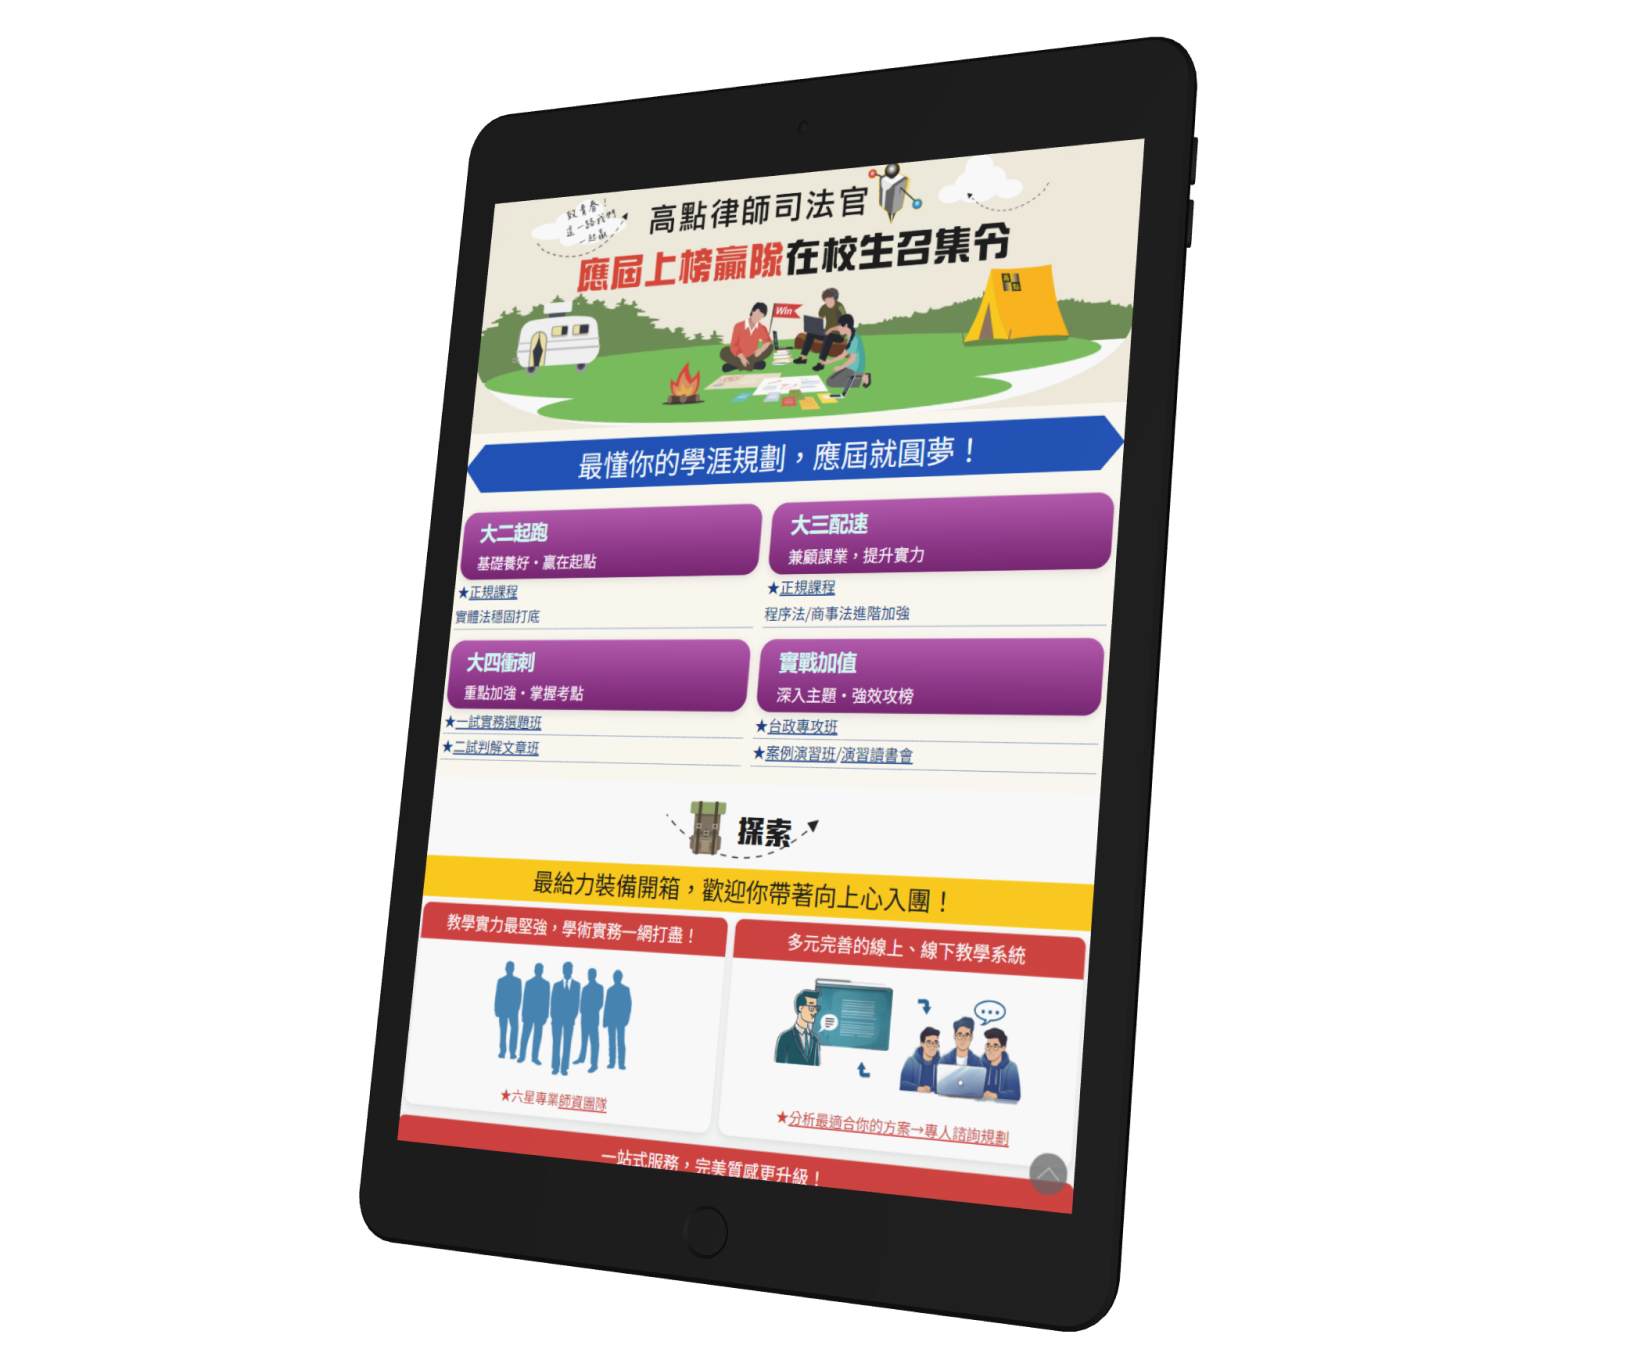 致青春！
這一路我們
一起贏
高點律師司法官
應屆上榜贏隊在校生召集令
Win
最懂你的學涯規劃，應屆就圓夢！
大二起跑
基礎養好・贏在起點
★正規課程
實體法穩固打底
大三配速
兼顧課業，提升實力
★正規課程
程序法/商事法進階加強
大四衝刺
重點加強・掌握考點
★一試實務選題班
★二試判解文章班
實戰加值
深入主題・強效攻榜
★台政專攻班
★案例演習班/演習讀書會
探索
最給力裝備開箱，歡迎你帶著向上心入團！
教學實力最堅強，學術實務一網打盡！
★六星專業師資團隊
多元完善的線上、線下教學系統
★分析最適合你的方案→專人諮詢規劃
一站式服務，完美質感更升級！